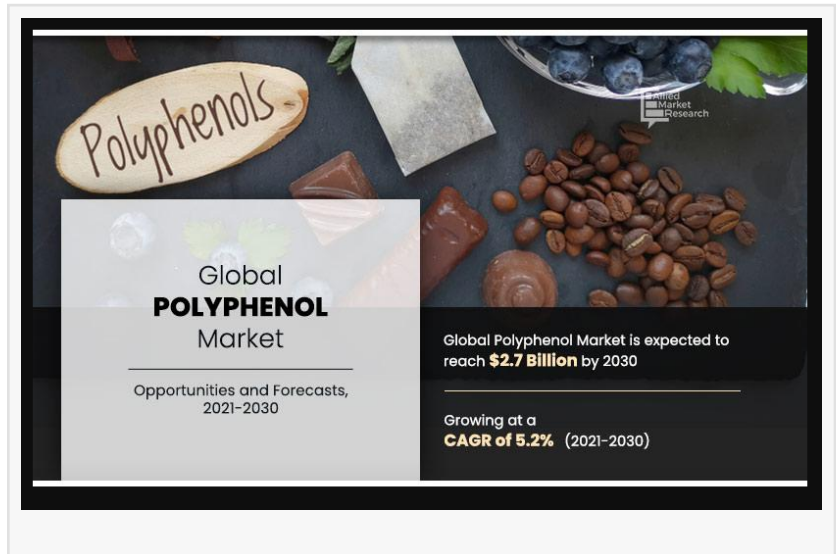 Polyphenols
Allied
Market
Research
Global
POLYPHENOL
Market
Opportunities and Forecasts,
2021-2030
Global Polyphenol Market is expected to
reach $2.7 Billion by 2030
Growing at a
CAGR of 5.2% (2021-2030)